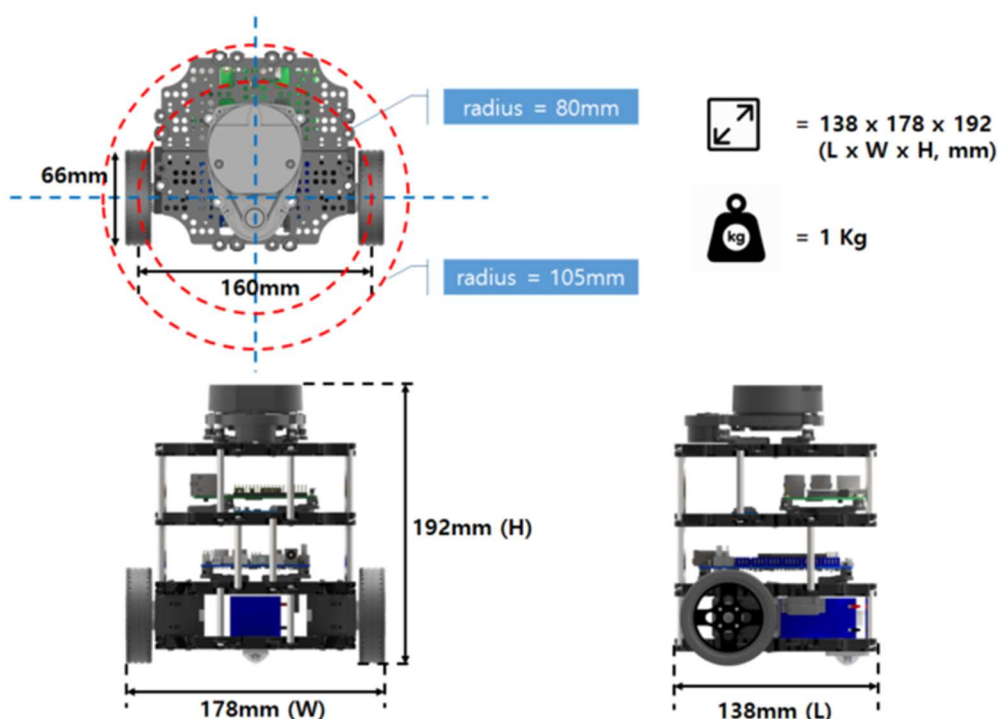 radius = 80mm
= 138 x 178 x 192
(L x W x H, mm)
66mm
kg
= 1 Kg
radius = 105mm
160mm
192mm (H)
178mm (W)
138mm (L)